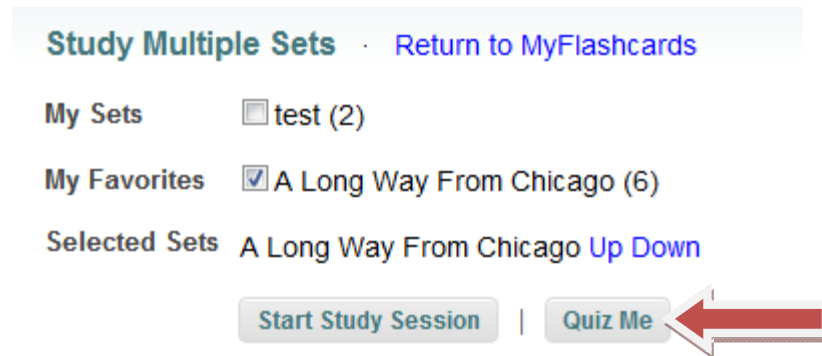 Study Multiple Sets · Return to MyFlashcards
My Sets test (2)
My Favorites A Long Way From Chicago (6)
Selected Sets A Long Way From Chicago Up Down
Start Study Session | Quiz Me